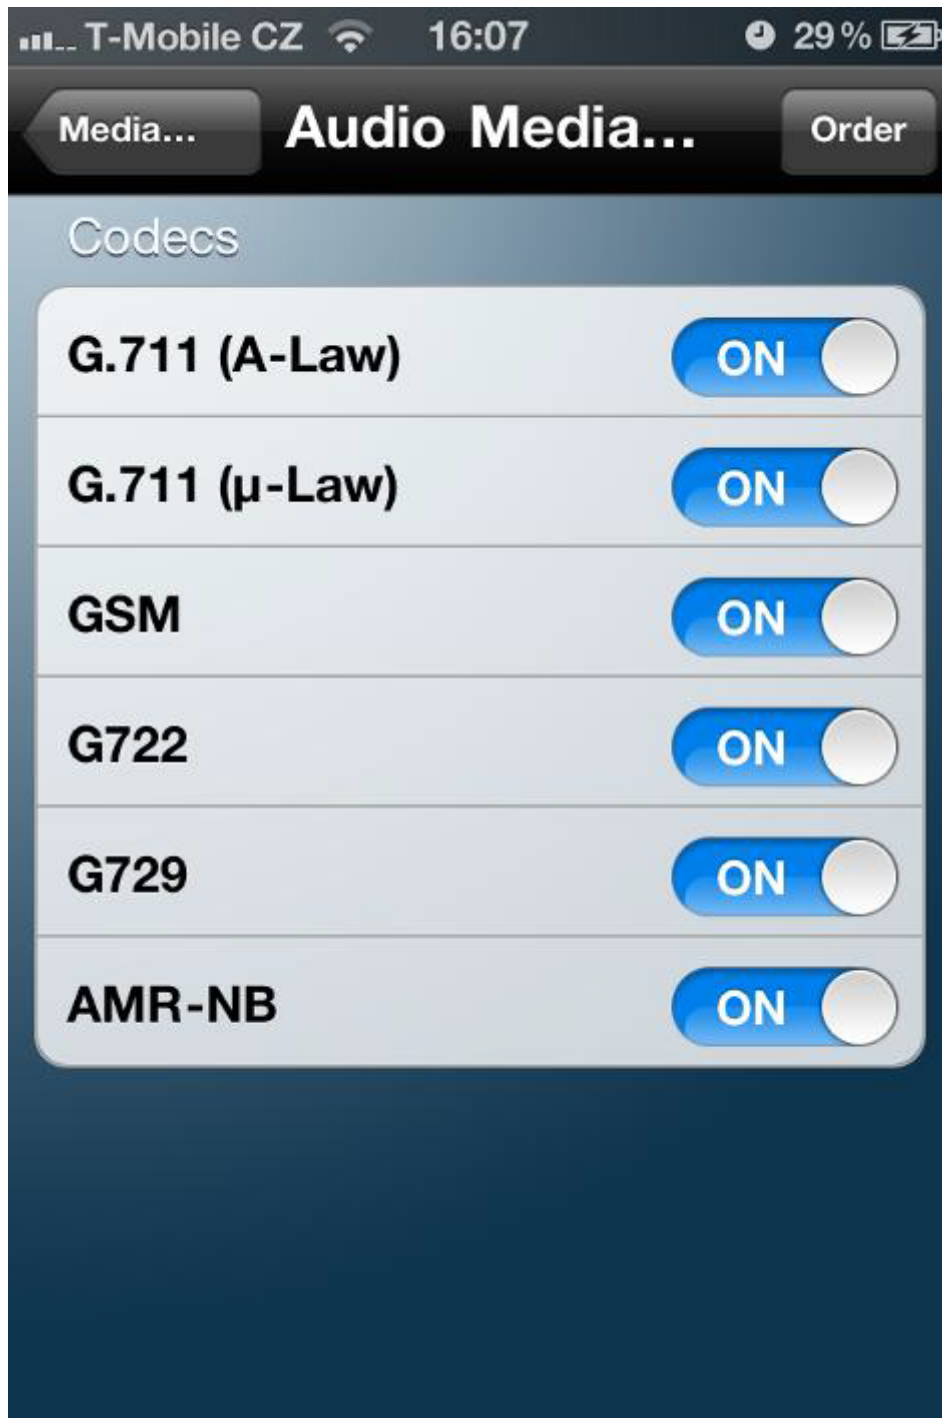 T-Mobile CZ 16:07 29%
Media... Audio Media... Order
Codecs
G.711 (A-Law) ON
G.711 (µ-Law) ON
GSM ON
G722 ON
G729 ON
AMR-NB ON